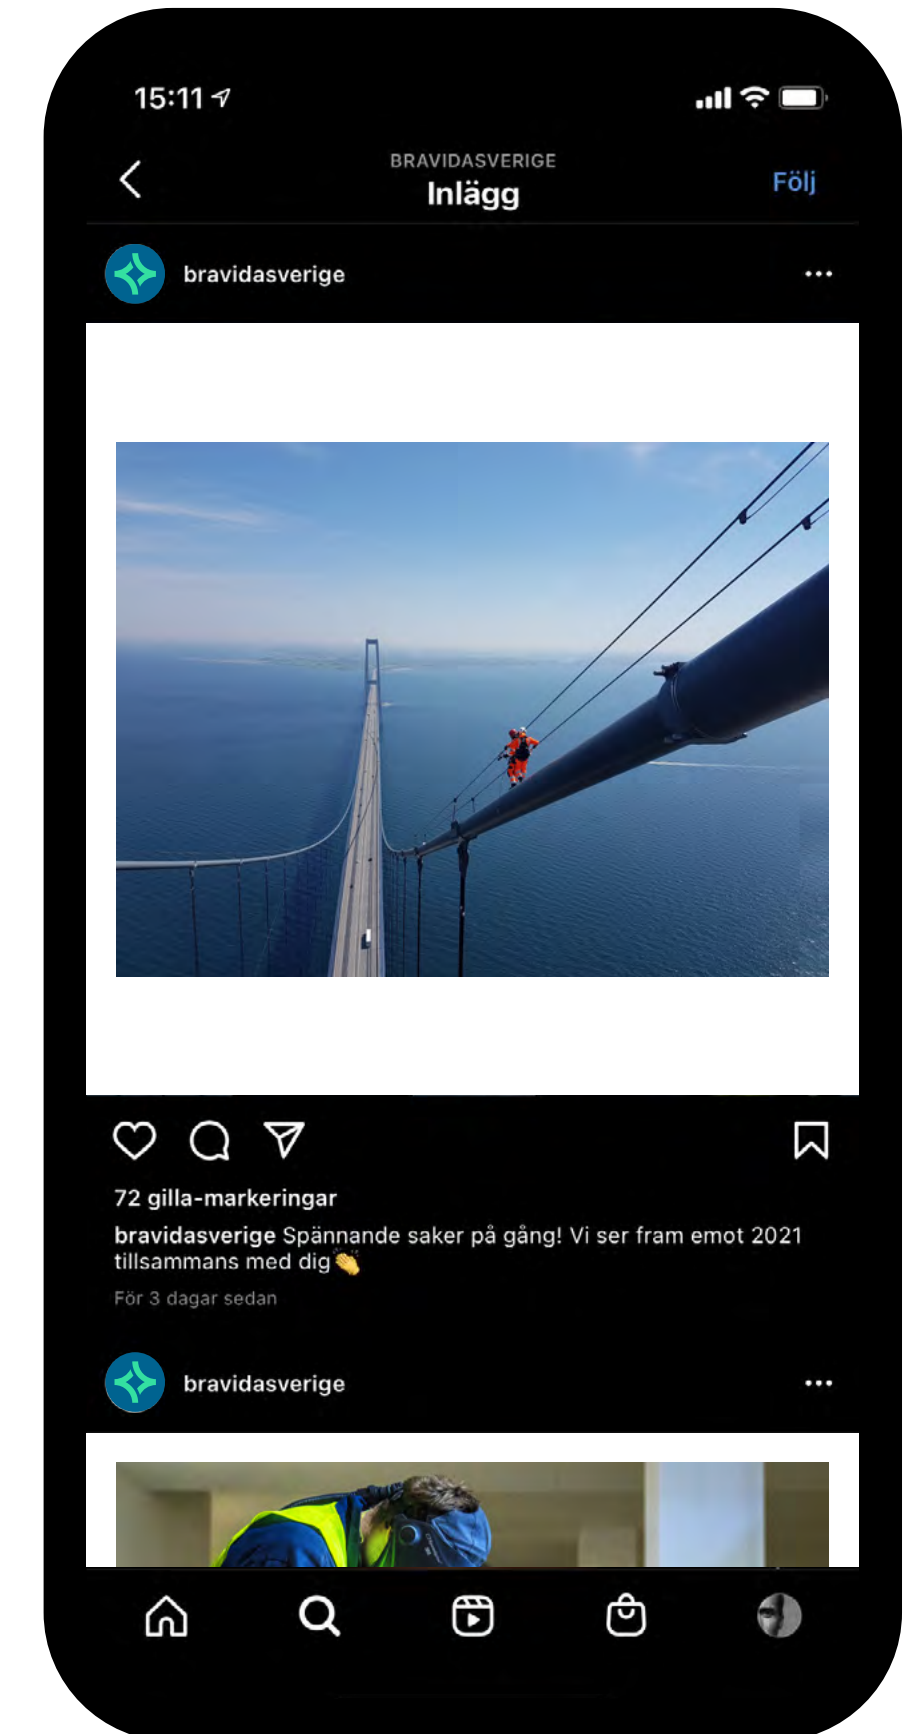 15:11
BRAVIDASVERIGE
Inlägg
Följ
bravidasverige
72 gilla-markeringar
bravidasverige Spännande saker på gång! Vi ser fram emot 2021
tillsammans med dig👏
För 3 dagar sedan
bravidasverige